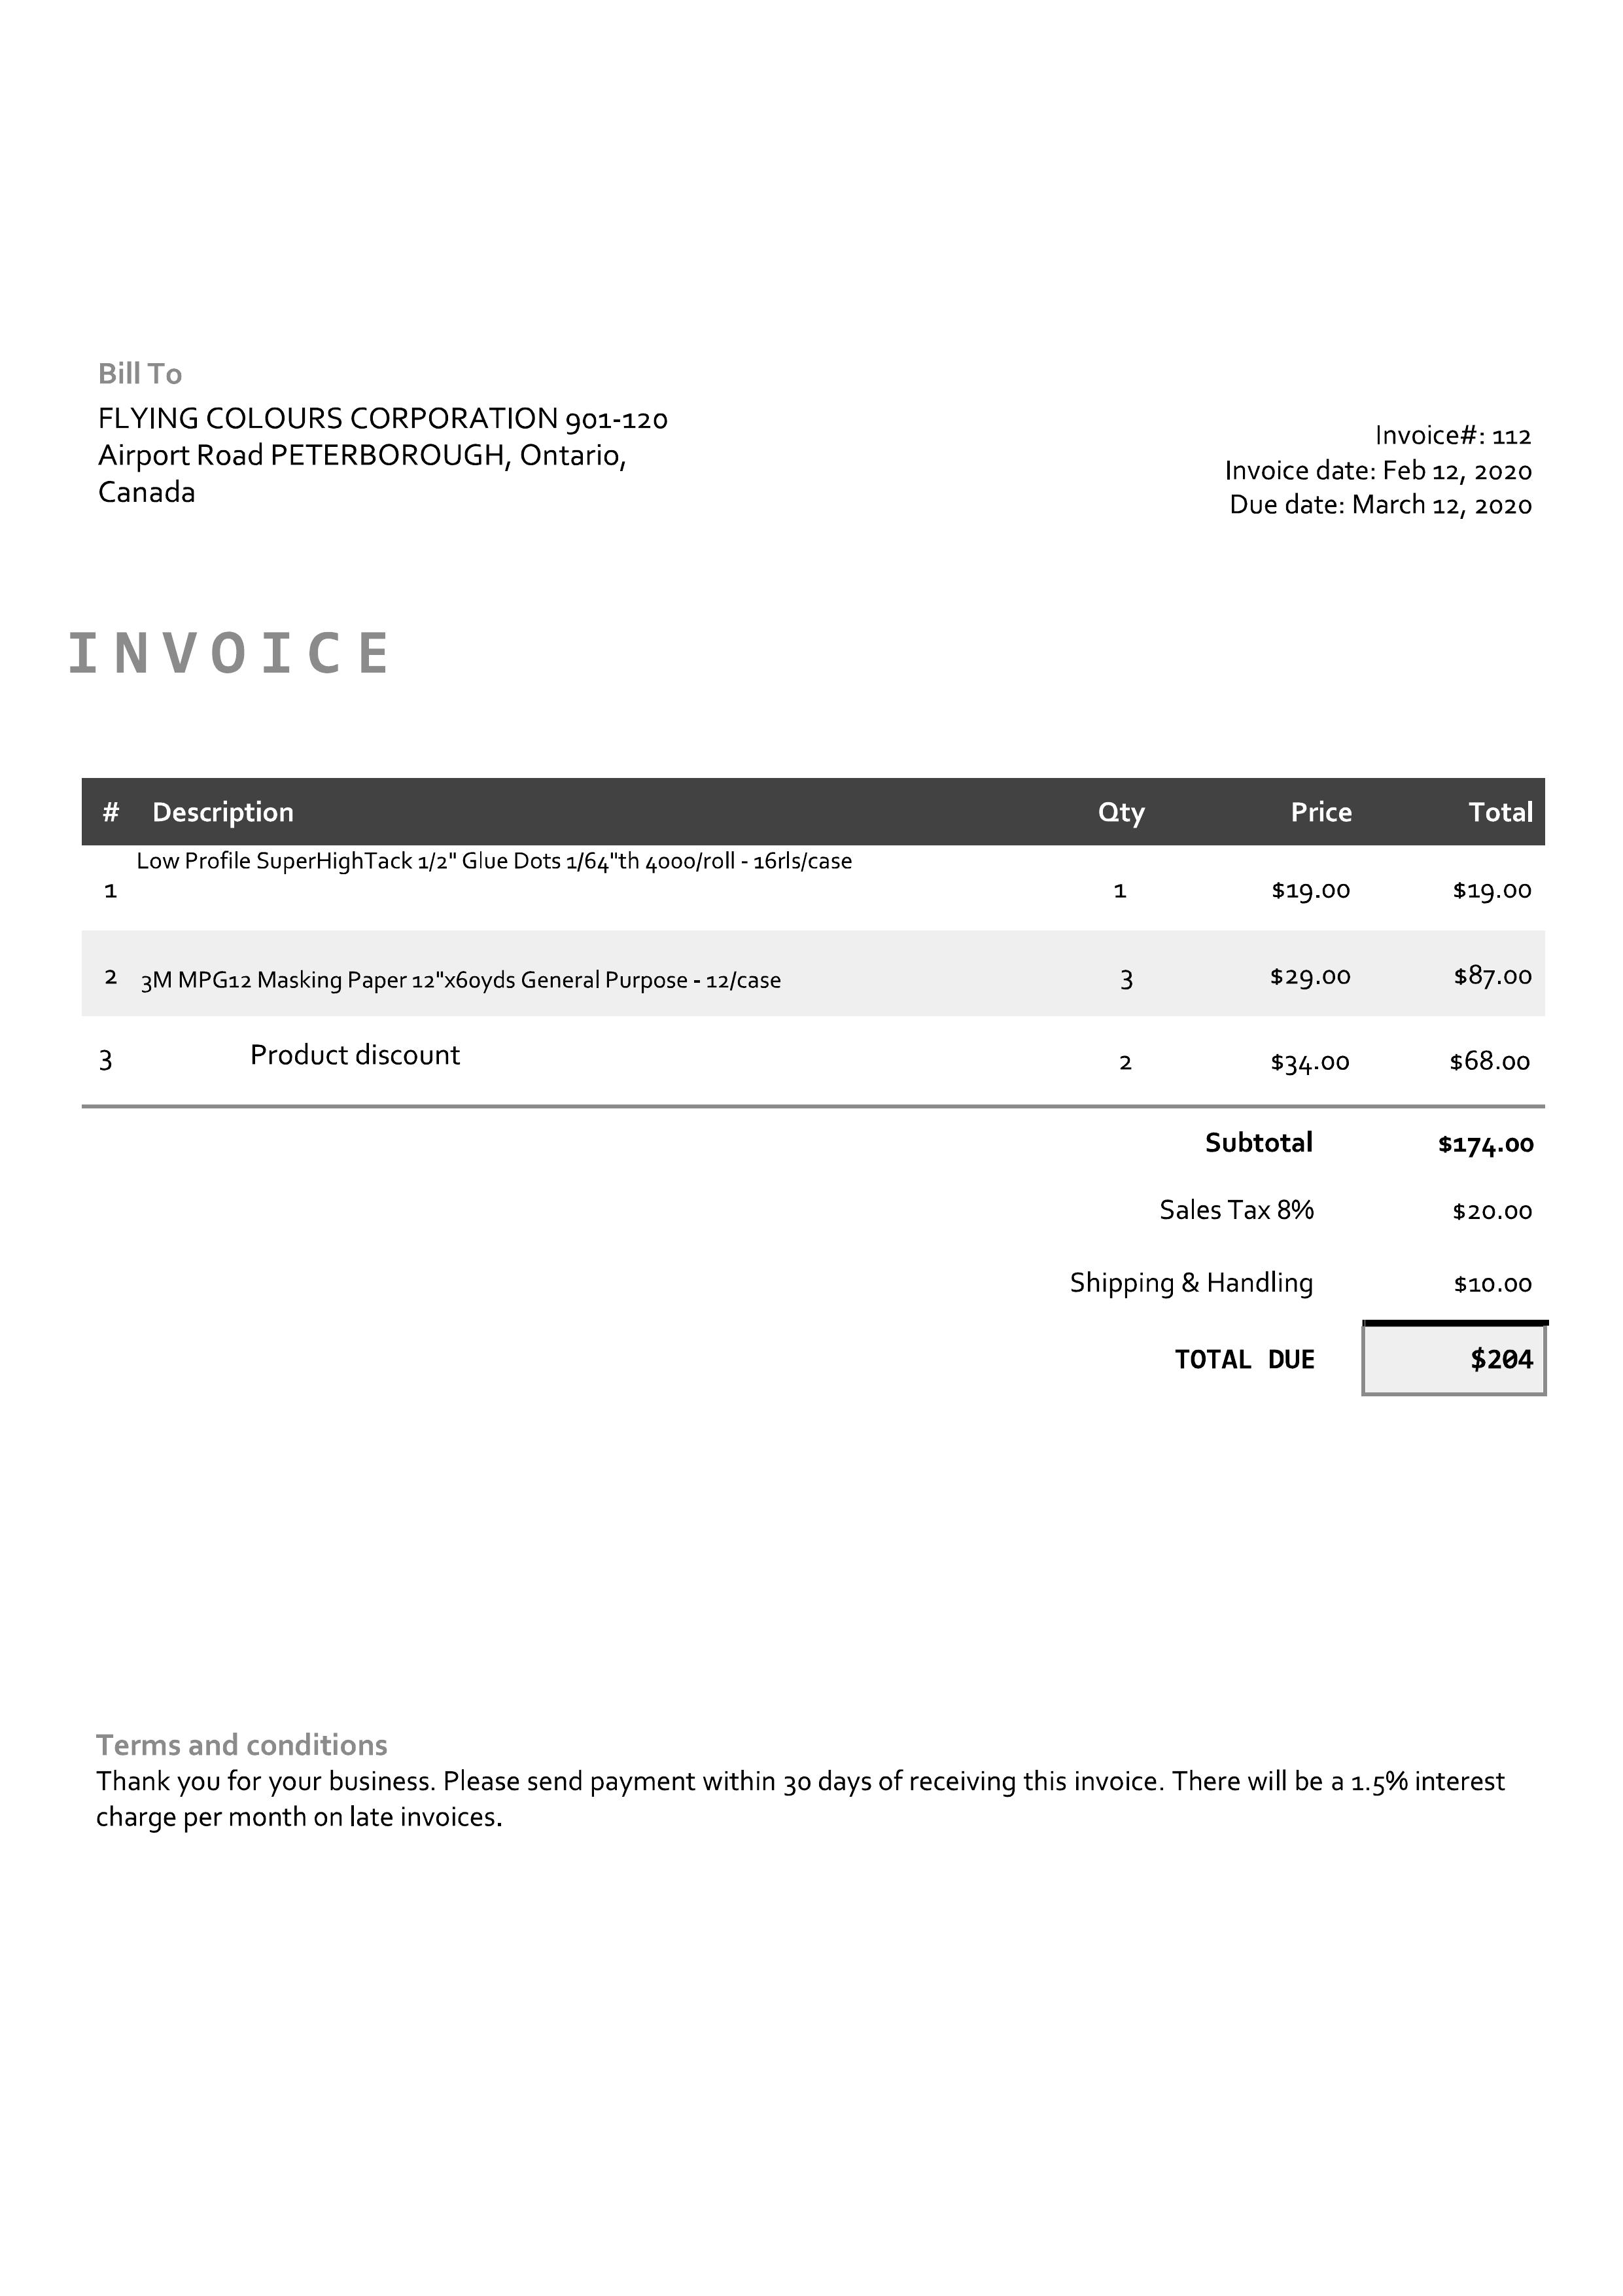 Bill To
FLYING COLOURS CORPORATION 901-120
Airport Road PETERBOROUGH, Ontario,
Canada
Invoice#: 112
Invoice date: Feb 12, 2020
Due date: March 12, 2020
INVOICE
# Description Qty Price Total
1 Low Profile SuperHighTack 1/2" Glue Dots 1/64"th 4000/roll - 16rls/case 1 $19.00 $19.00
2 3M MPG12 Masking Paper 12"x60yds General Purpose - 12/case 3 $29.00 $87.00
3 Product discount 2 $34.00 $68.00
Subtotal $174.00
Sales Tax 8% $20.00
Shipping & Handling $10.00
TOTAL DUE $204
Terms and conditions
Thank you for your business. Please send payment within 30 days of receiving this invoice. There will be a 1.5% interest
charge per month on late invoices.